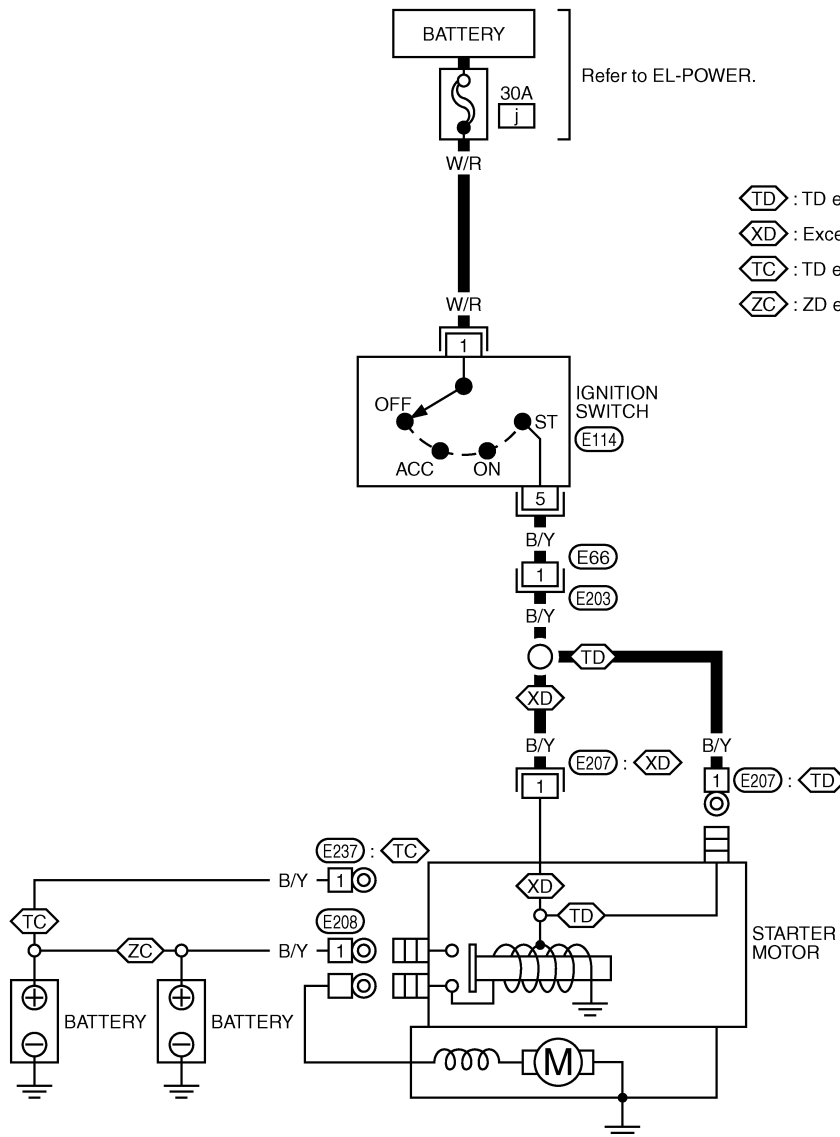 BATTERY
Refer to EL-POWER.
30A
j
W/R
TD : TD e
XD : Exce
TC : TD e
ZC : ZD e
W/R
1
OFF
ST
ACC
ON
IGNITION
SWITCH
E114
5
B/Y
E66
1
E203
B/Y
TD
XD
B/Y
B/Y
E207 : XD
1
1
E207 : TD
E237 : TC
B/Y
1
XD
TC
E208
TD
ZC
B/Y
1
STARTER
MOTOR
BATTERY
BATTERY
M